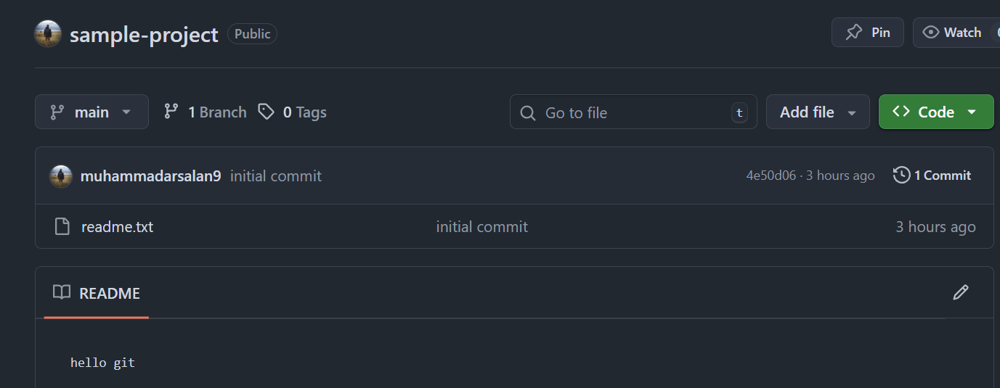 sample-project Public Pin Watch
main 1 Branch 0 Tags Go to file t Add file Code
muhammadarsalan9 initial commit 4e50d06 · 3 hours ago 1 Commit
readme.txt initial commit 3 hours ago
README
hello git